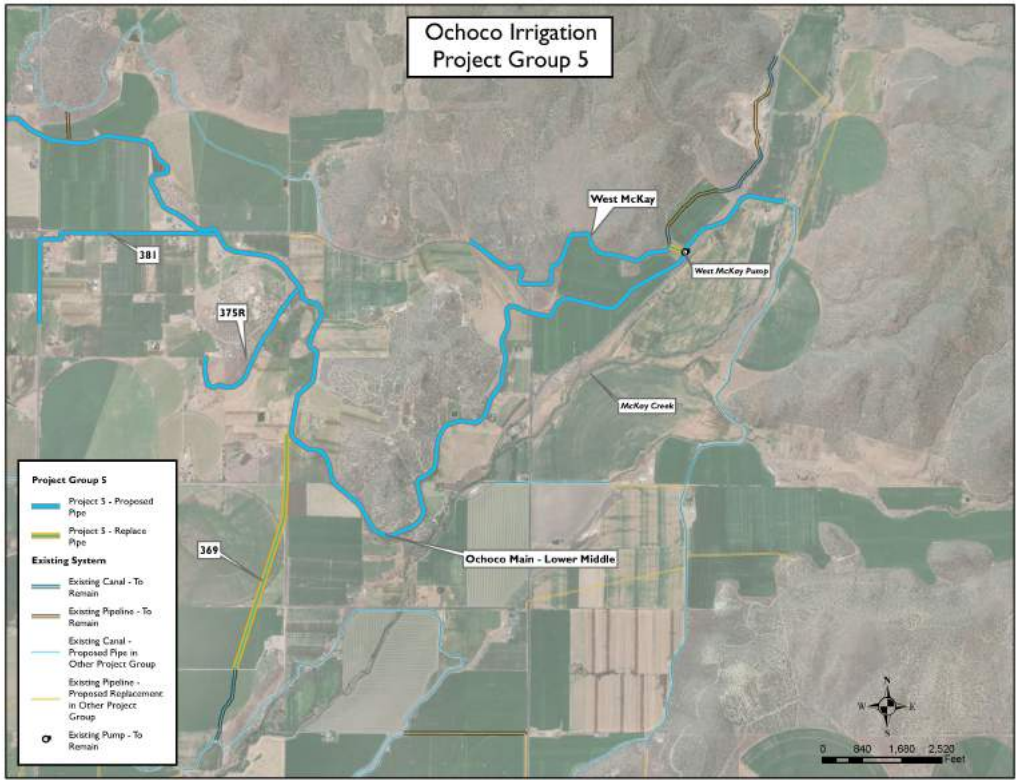 Ochoco Irrigation
Project Group 5
West McKay
381
West McKay Pump
375R
McKay Creek
Project Group 5
Project 5 - Proposed
Pipe
Project 5 - Replace
Pipe
Existing System
Existing Canal - To
Remain
Existing Pipeline - To
Remain
Existing Canal -
Proposed Pipe in
Other Project Group
Existing Pipeline -
Proposed Replacement
in Other Project
Group
Existing Pump - To
Remain
369
Ochoco Main - Lower Middle
N
W
E
S
0 840 1,680 2,520
Feet